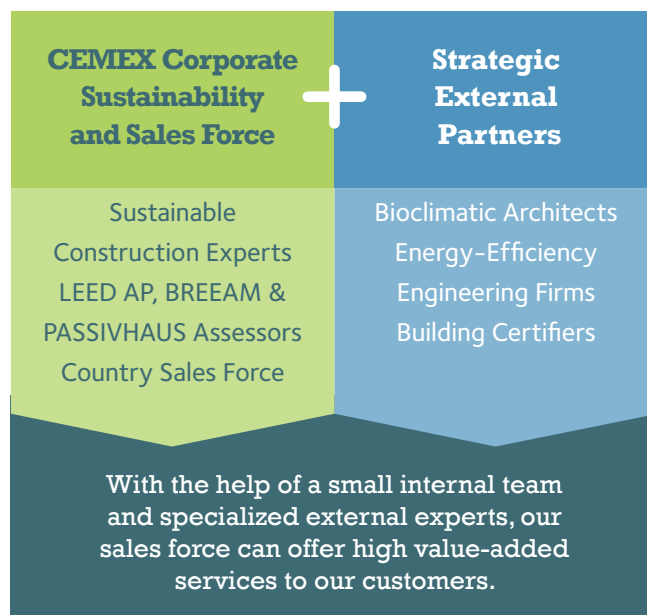 CEMEX Corporate
Sustainability
and Sales Force
+
Strategic
External
Partners
Sustainable
Construction Experts
LEED AP, BREEAM &
PASSIVHAUS Assessors
Country Sales Force
Bioclimatic Architects
Energy-Efficiency
Engineering Firms
Building Certifiers
With the help of a small internal team
and specialized external experts, our
sales force can offer high value-added
services to our customers.